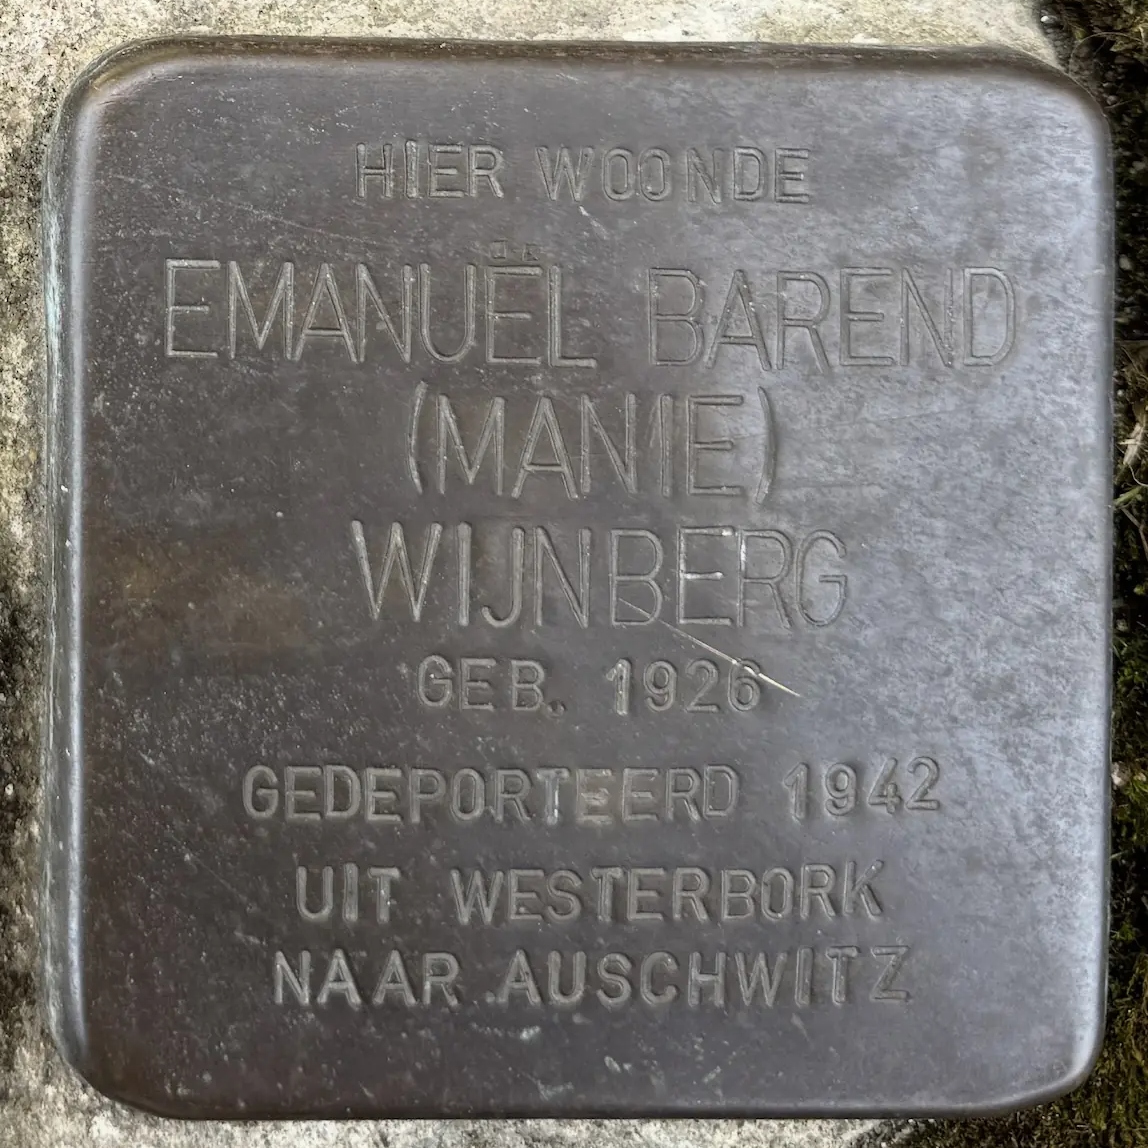 HIER WOONDE
EMANUËL BAREND
(MANIE)
WIJNBERG
GEB. 1926
GEDEPORTEERD 1942
UIT WESTERBORK
NAAR AUSCHWITZ